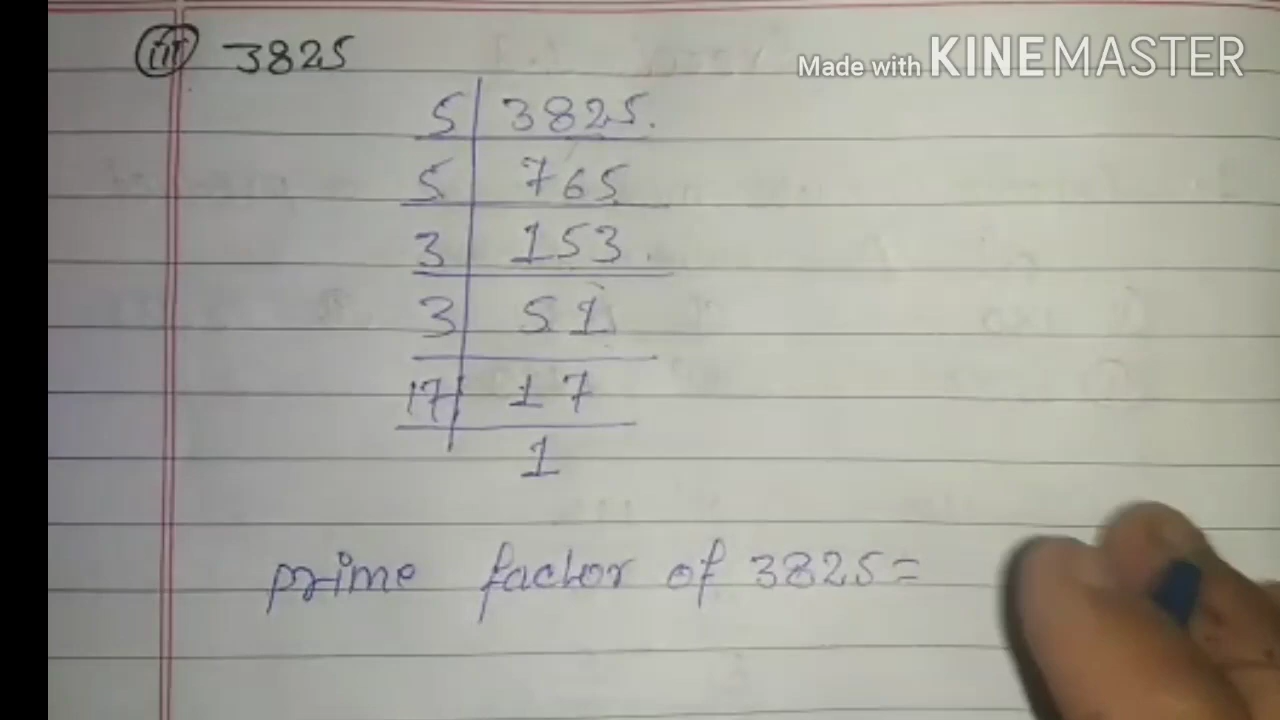 (iii) 3825
Made with KINEMASTER
5 | 3825.
5 | 765
3 | 153
3 | 51
17 | 17
1
prime factor of 3825 =